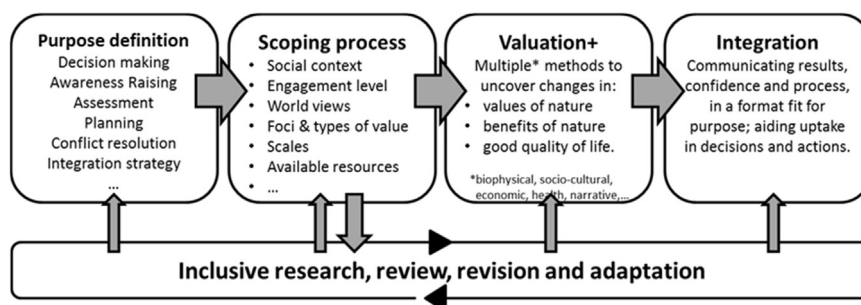 Purpose definition
Decision making
Awareness Raising
Assessment
Planning
Conflict resolution
Integration strategy
...
Scoping process
• Social context
• Engagement level
• World views
• Foci & types of value
• Scales
• Available resources
• ...
Valuation+
Multiple* methods to
uncover changes in:
• values of nature
• benefits of nature
• good quality of life.
*biophysical, socio-cultural,
economic, health, narrative,...
Integration
Communicating results,
confidence and process,
in a format fit for
purpose; aiding uptake
in decisions and actions.
Inclusive research, review, revision and adaptation